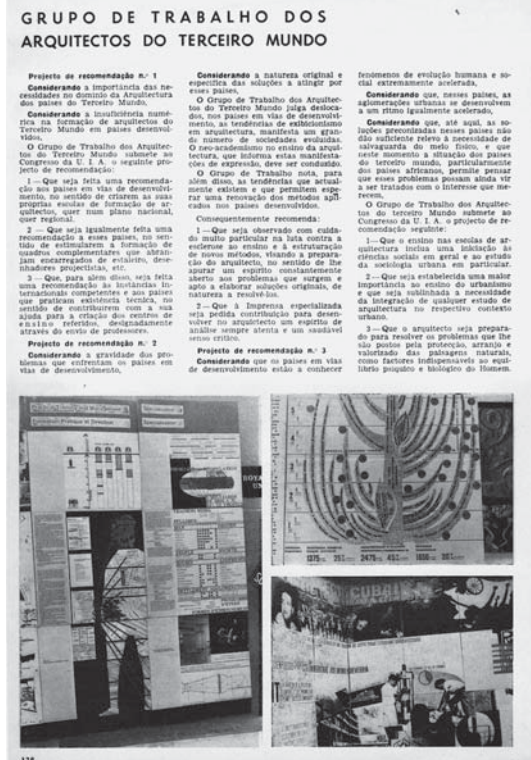 GRUPO DE TRABALHO DOS
ARQUITECTOS DO TERCEIRO MUNDO
Projecto de recomendação n.º 1
Considerando a importância das ne-
cessidades no domínio da Arquitectura
dos países do Terceiro Mundo,
Considerando a insuficiência numé-
rica na formação de arquitectos do
Terceiro Mundo em países desenvol-
vidos,
O Grupo de Trabalho dos Arquitec-
tos do Terceiro Mundo submete ao
Congresso da U. I. A. o seguinte pro-
jecto de recomendação:
1 — Que seja feita uma recomenda-
ção aos países em vias de desenvolvi-
mento, no sentido de criarem as suas
próprias escolas de formação de ar-
quitectos, quer num plano nacional,
quer regional.
2 — Que seja igualmente feita uma
recomendação a esses países, no sen-
tido de estimularem a formação de
quadros complementares que abran-
jam encarregados de estaleiro, dese-
nhadores projectistas, etc.
3 — Que, para além disso, seja feita
uma recomendação às instâncias in-
ternacionais competentes e aos países
que praticam existência técnica, no
sentido de contribuirem com a sua
ajuda para a criação dos centros de
ensino referidos, designadamente
através do envio de professores.
Projecto de recomendação n.º 2
Considerando a gravidade dos pro-
blemas que enfrentam os países em
vias de desenvolvimento,
Considerando a natureza original e
específica das soluções a atingir por
esses países,
O Grupo de Trabalho dos Arquitec-
tos do Terceiro Mundo julga desloca-
dos, nos países em vias de desenvolvi-
mento, as tendências de exibicionismo
em arquitectura, manifesta um gran-
de número de sociedades evoluidas.
O neo-academismo no ensino da arqui-
tectura, que informa estas manifesta-
ções de expressão, deve ser conduzido.
O Grupo de Trabalho nota, para
além disso, as tendências que actual-
mente existem e que permitem espe-
rar uma renovação dos métodos apli-
cados nos países desenvolvidos.
Consequentemente recomenda:
1 — Que seja observado com cuida-
do muito particular na luta contra a
esclerose ao ensino e à estruturação
de novos métodos, visando a prepara-
ção do arquitecto, no sentido de lhe
apurar um espírito constantemente
aberto aos problemas que surgem e
apto a elaborar soluções originais, de
natureza a resolvê-los.
2 — Que à Imprensa especializada
seja pedida contribuição para desen-
volver no arquitecto um espírito de
análise sempre atenta e um saudável
senso crítico.
Projecto de recomendação n.º 3
Considerando que os países em vias
de desenvolvimento estão a conhecer
fenómenos de evolução humana e so-
cial extremamente acelerada,
Considerando que, nesses países, as
aglomerações urbanas se desenvolvem
a um ritmo igualmente acelerado,
Considerando que, até aqui, as so-
luções preconizadas nesses países não
dão suficiente relevo à necessidade de
salvaguarda do meio físico, e que
neste momento a situação dos países
do terceiro mundo, particularmente
dos países africanos, permite pensar
que esses problemas possam ainda vir
a ser tratados com o interesse que me-
recem,
O Grupo de Trabalho dos Arquitec-
tos do terceiro Mundo submete ao
Congresso da U. I. A. o projecto de re-
comendação seguinte:
1 — Que o ensino nas escolas de ar-
quitectura inclua uma iniciação às
ciências sociais em geral e ao estudo
da sociologia urbana em particular.
2 — Que seja estabelecida uma maior
importância ao ensino do urbanismo
e que seja sublinhada a necessidade
da integração de qualquer estudo de
arquitectura no respectivo contexto
urbano.
3 — Que o arquitecto seja prepara-
do para resolver os problemas que lhe
são postos pela protecção, arranjo e
valorizado das paisagens naturais,
como factores indispensáveis ao equi-
líbrio psíquico e biológico do Homem.
CUBA